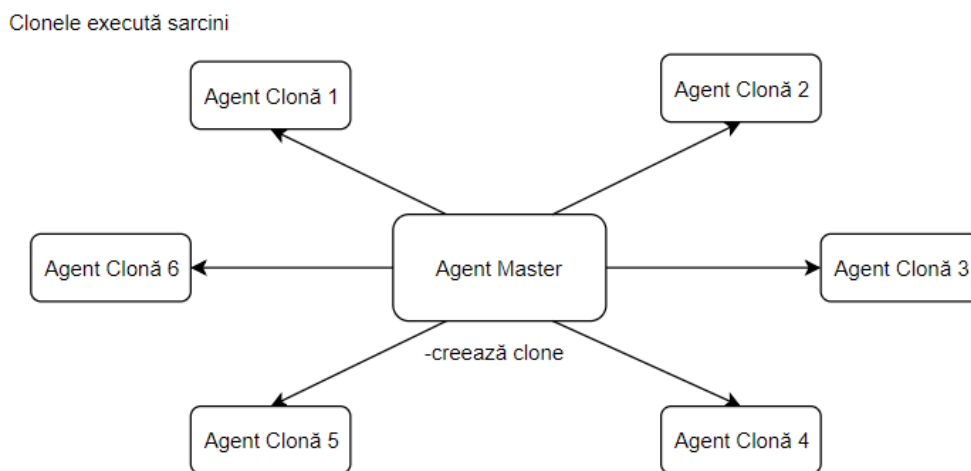 Clonele execută sarcini
Agent Clonă 1
Agent Clonă 2
Agent Clonă 6
Agent Master
Agent Clonă 3
-creează clone
Agent Clonă 5
Agent Clonă 4